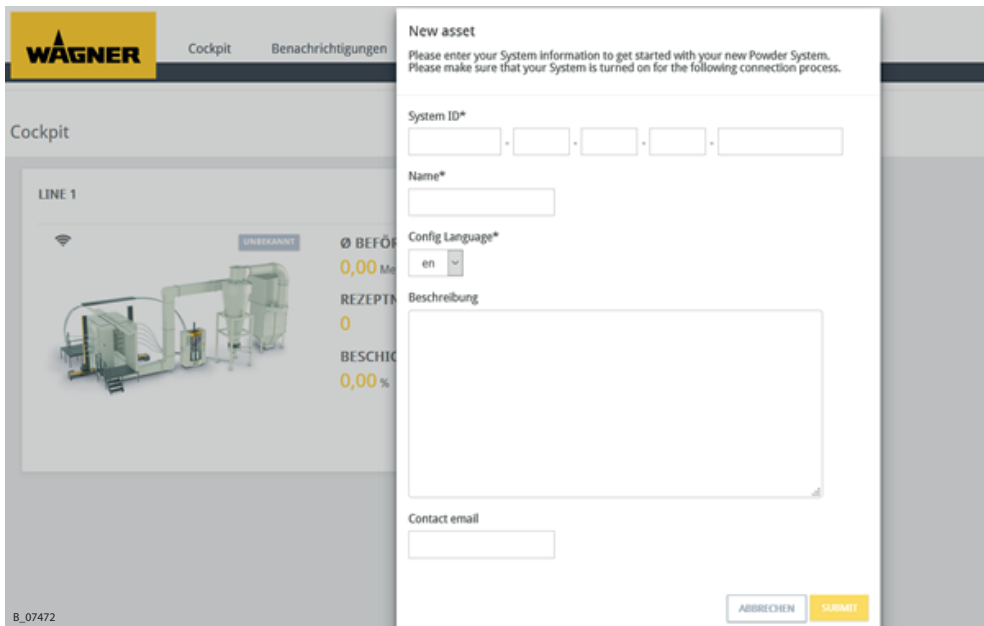 WAGNER
Cockpit
Benachrichtigungen
Cockpit
LINE 1
UNBEKANNT
Ø BEFÖR
0,00 Me
REZEPTN
0
BESCHIC
0,00 %
B_07472
New asset
Please enter your System information to get started with your new Powder System.
Please make sure that your System is turned on for the following connection process.
System ID*
- - - -
Name*
Config Language*
en
Beschreibung
Contact email
ABBRECHEN
SUBMIT